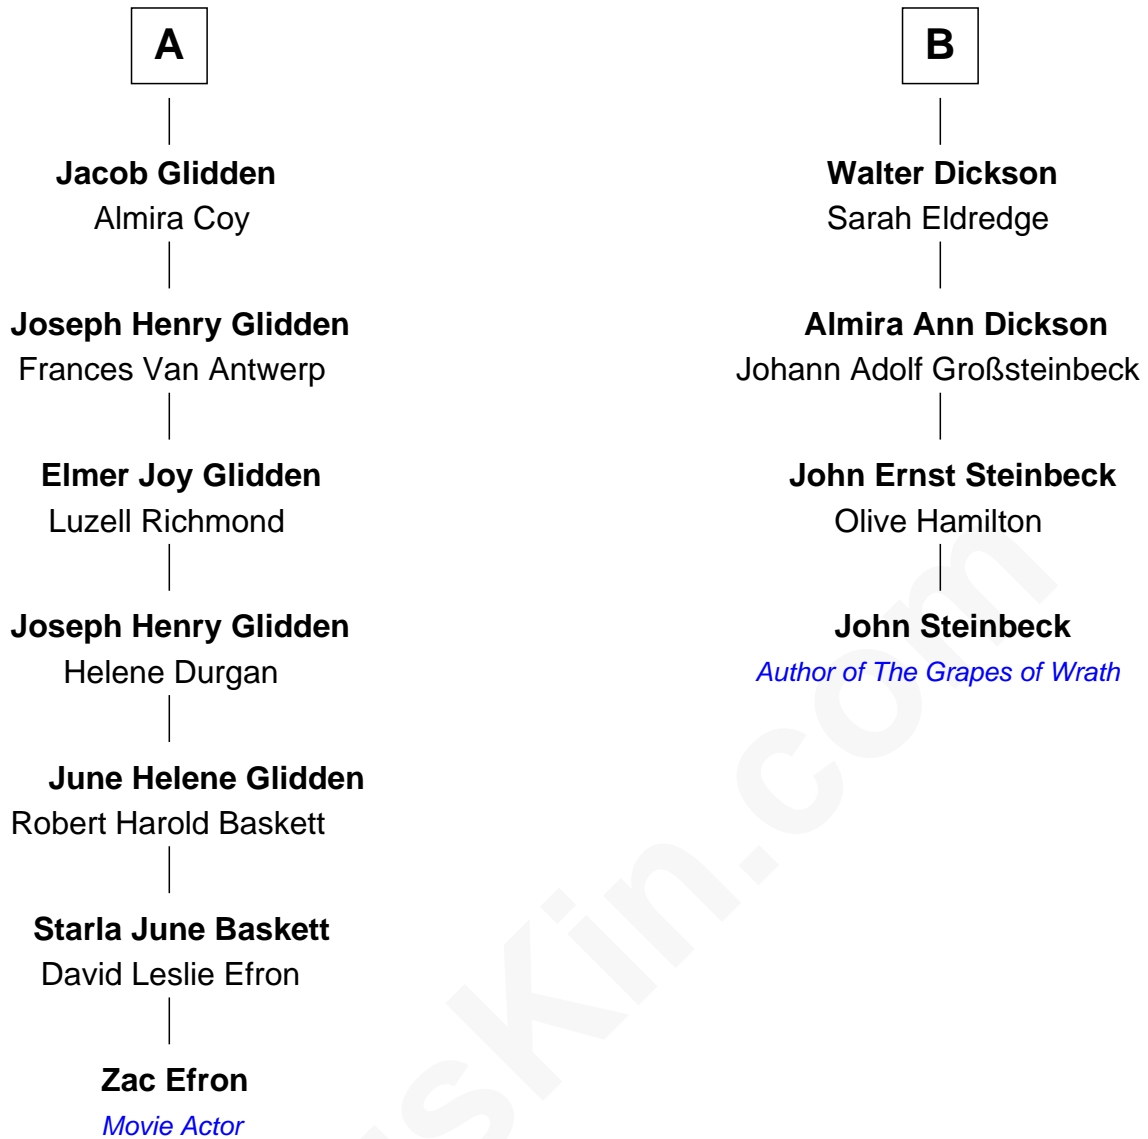 A
Jacob Glidden
Almira Coy
Joseph Henry Glidden
Frances Van Antwerp
Elmer Joy Glidden
Luzell Richmond
Joseph Henry Glidden
Helene Durgan
June Helene Glidden
Robert Harold Baskett
Starla June Baskett
David Leslie Efron
Zac Efron
Movie Actor
B
Walter Dickson
Sarah Eldredge
Almira Ann Dickson
Johann Adolf Großsteinbeck
John Ernst Steinbeck
Olive Hamilton
John Steinbeck
Author of The Grapes of Wrath
sKin.com